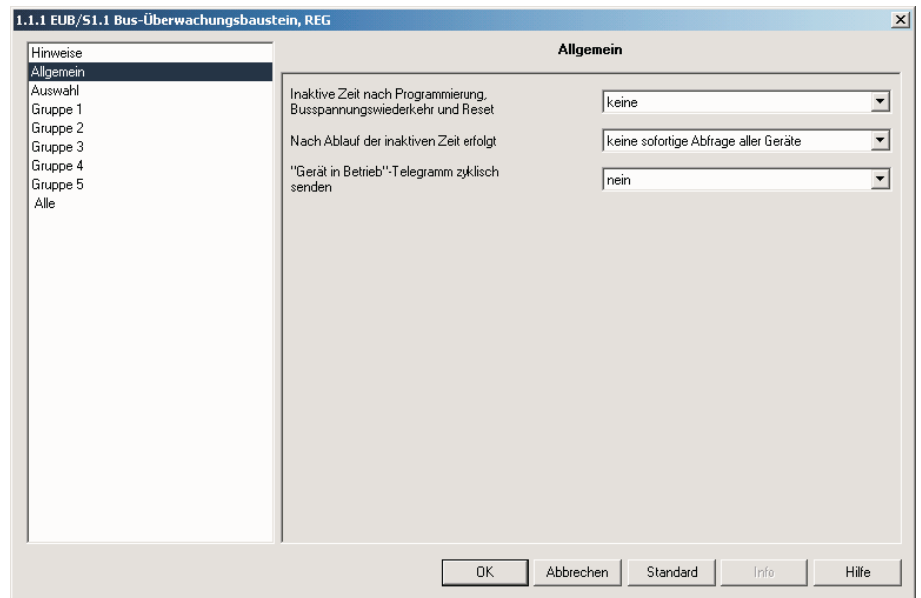 1.1.1 EUB/S1.1 Bus-Überwachungsbaustein, REG
Hinweise
Allgemein
Auswahl
Gruppe 1
Gruppe 2
Gruppe 3
Gruppe 4
Gruppe 5
Alle
Allgemein
Inaktive Zeit nach Programmierung,
Busspannungswiederkehr und Reset
keine
Nach Ablauf der inaktiven Zeit erfolgt
keine sofortige Abfrage aller Geräte
"Gerät in Betrieb"-Telegramm zyklisch
senden
nein
OK
Abbrechen
Standard
Info
Hilfe